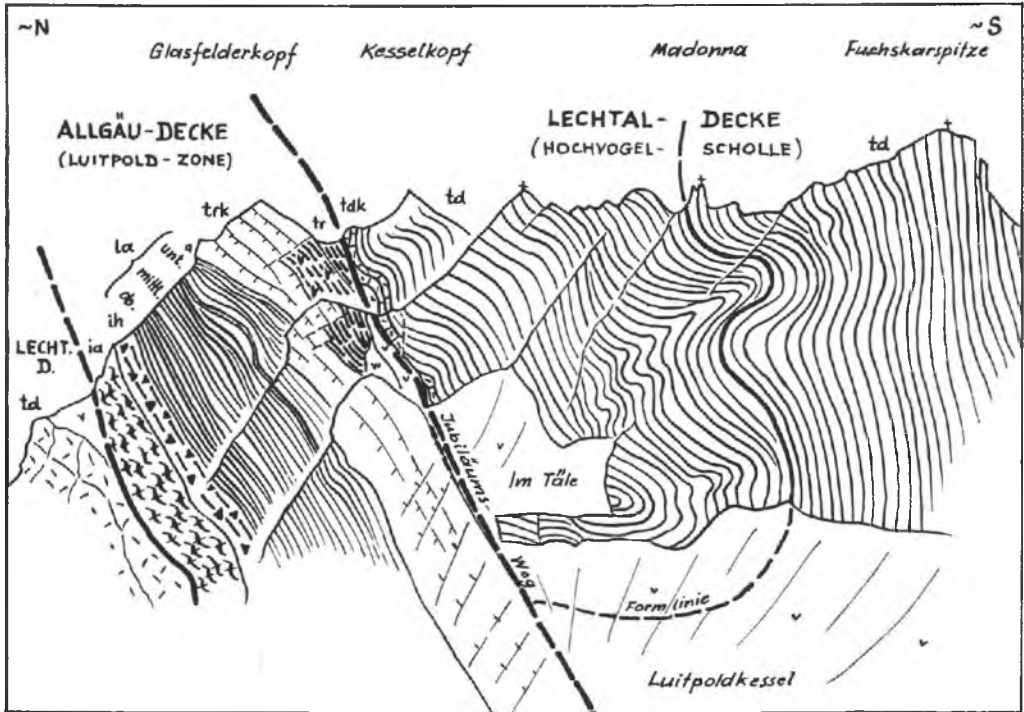 ~N
~S
Glasfelderkopf
Kesselkopf
Madonna
Fuchskarspitze
ALLGÄU-DECKE
(LUITPOLD-ZONE)
LECHTAL- DECKE
(HOCHVOGEL- SCHOLLE)
td
trk
tr
tdk
td
la
unt.
mitt.
ob.
ih
ia
LECHT.
D.
td
Jubiläums-
Weg
Im Täle
Formlinie
Luitpoldkessel